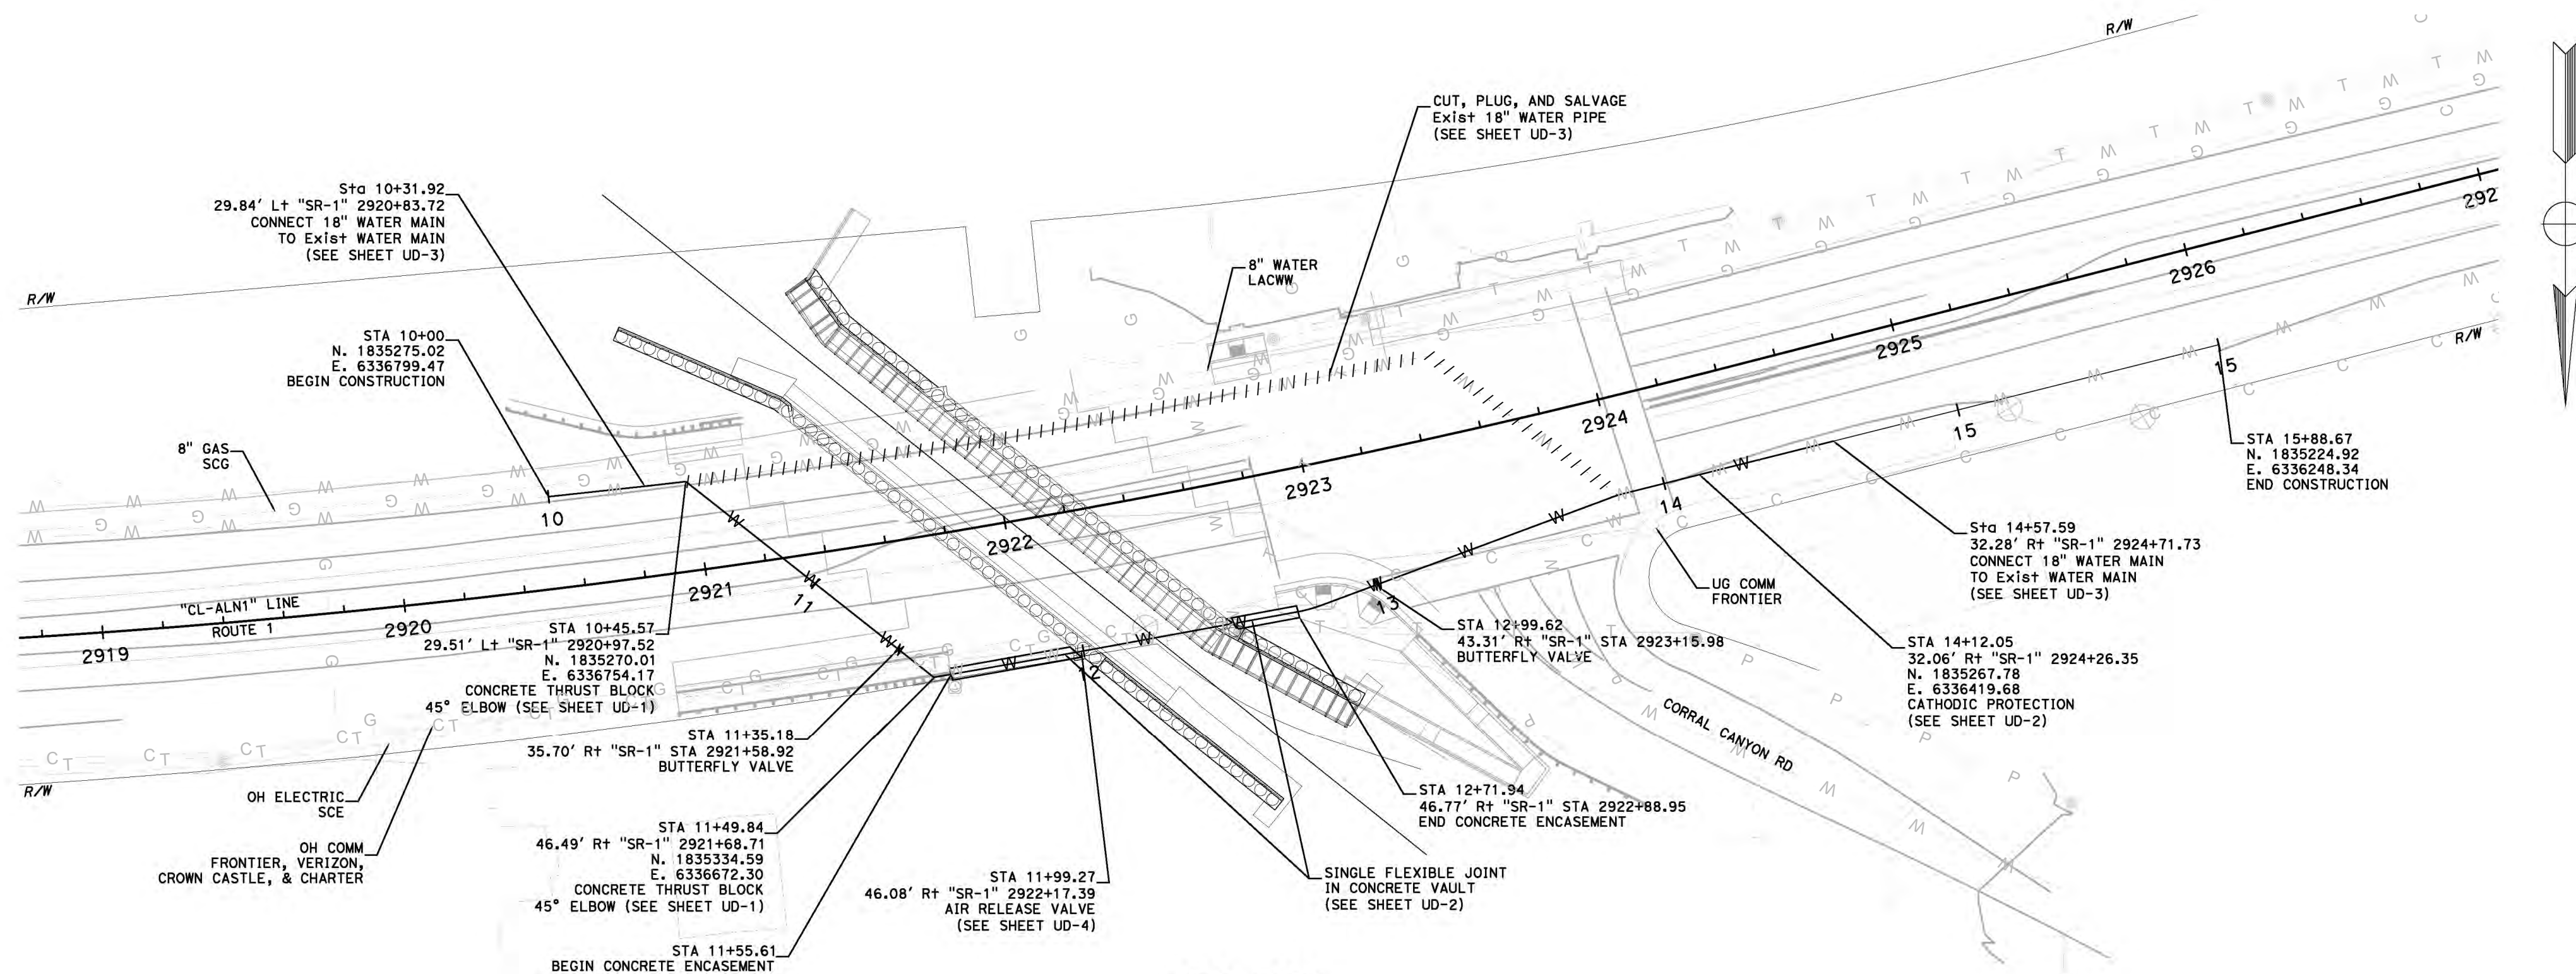 R/W
CUT, PLUG, AND SALVAGE
Exist 18" WATER PIPE
(SEE SHEET UD-3)
Sta 10+31.92
29.84' Lt "SR-1" 2920+83.72
CONNECT 18" WATER MAIN
TO Exist WATER MAIN
(SEE SHEET UD-3)
292
8" WATER
LACWW
2926
R/W
STA 10+00
N. 1835275.02
E. 6336799.47
BEGIN CONSTRUCTION
R/W
2925
15
2924
15
STA 15+88.67
N. 1835224.92
E. 6336248.34
END CONSTRUCTION
8" GAS
SCG
2923
14
10
2922
Sta 14+57.59
32.28' Rt "SR-1" 2924+71.73
CONNECT 18" WATER MAIN
TO Exist WATER MAIN
(SEE SHEET UD-3)
UG COMM
FRONTIER
2921
11
13
"CL-ALN1" LINE
ROUTE 1
2920
2919
STA 10+45.57
29.51' Lt "SR-1" 2920+97.52
N. 1835270.01
E. 6336754.17
CONCRETE THRUST BLOCK
45° ELBOW (SEE SHEET UD-1)
12
STA 12+99.62
43.31' Rt "SR-1" STA 2923+15.98
BUTTERFLY VALVE
STA 14+12.05
32.06' Rt "SR-1" 2924+26.35
N. 1835267.78
E. 6336419.68
CATHODIC PROTECTION
(SEE SHEET UD-2)
CORRAL CANYON RD
STA 11+35.18
35.70' Rt "SR-1" STA 2921+58.92
BUTTERFLY VALVE
R/W
OH ELECTRIC
SCE
STA 12+71.94
46.77' Rt "SR-1" STA 2922+88.95
END CONCRETE ENCASEMENT
OH COMM
FRONTIER, VERIZON,
CROWN CASTLE, & CHARTER
STA 11+49.84
46.49' Rt "SR-1" 2921+68.71
N. 1835334.59
E. 6336672.30
CONCRETE THRUST BLOCK
45° ELBOW (SEE SHEET UD-1)
STA 11+99.27
46.08' Rt "SR-1" 2922+17.39
AIR RELEASE VALVE
(SEE SHEET UD-4)
SINGLE FLEXIBLE JOINT
IN CONCRETE VAULT
(SEE SHEET UD-2)
STA 11+55.61
BEGIN CONCRETE ENCASEMENT